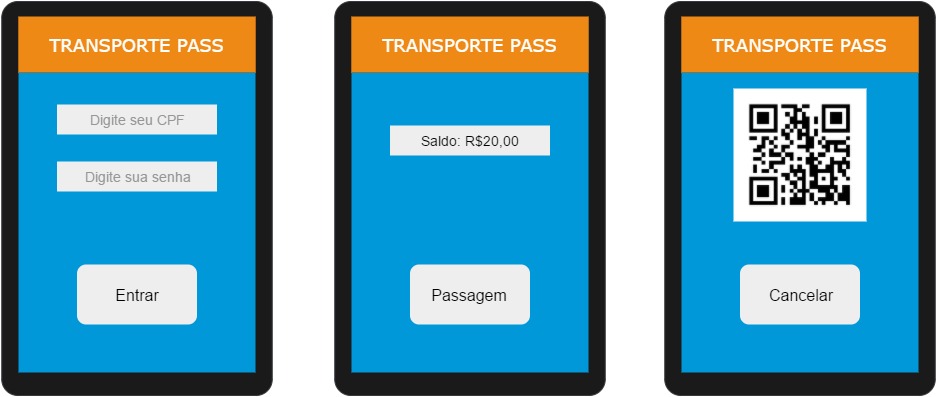 TRANSPORTE PASS
Digite seu CPF
Digite sua senha
Entrar
TRANSPORTE PASS
Saldo: R$20,00
Passagem
TRANSPORTE PASS
Cancelar